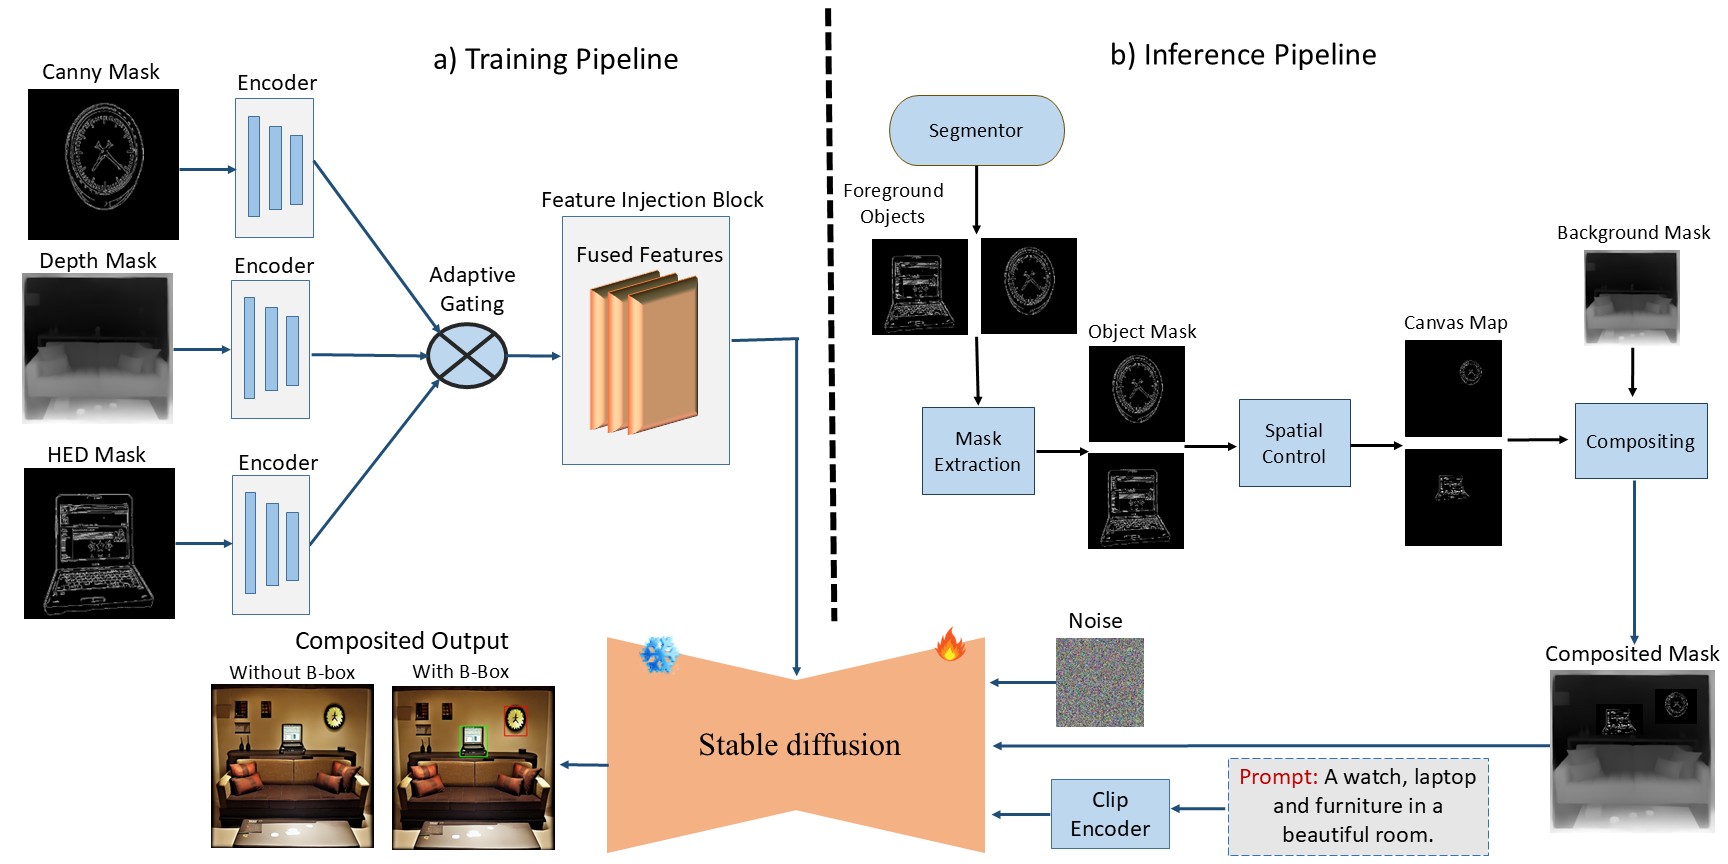 a) Training Pipeline
Canny Mask
Encoder
Depth Mask
Encoder
HED Mask
Encoder
Adaptive
Gating
Feature Injection Block
Fused Features
b) Inference Pipeline
Segmentor
Foreground
Objects
Mask
Extraction
Object Mask
Spatial
Control
Canvas Map
Background Mask
Compositing
Composited Mask
Noise
Prompt: A watch, laptop
and furniture in a
beautiful room.
Clip
Encoder
Stable diffusion
Composited Output
Without B-box
With B-Box